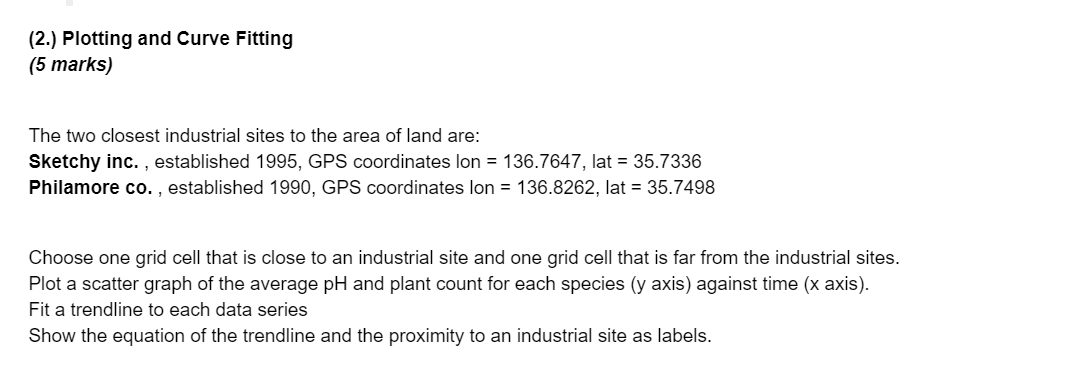 (2.) Plotting and Curve Fitting
(5 marks)
The two closest industrial sites to the area of land are:
Sketchy inc. , established 1995, GPS coordinates lon = 136.7647, lat = 35.7336
Philamore co. , established 1990, GPS coordinates lon = 136.8262, lat = 35.7498
Choose one grid cell that is close to an industrial site and one grid cell that is far from the industrial sites.
Plot a scatter graph of the average pH and plant count for each species (y axis) against time (x axis).
Fit a trendline to each data series
Show the equation of the trendline and the proximity to an industrial site as labels.